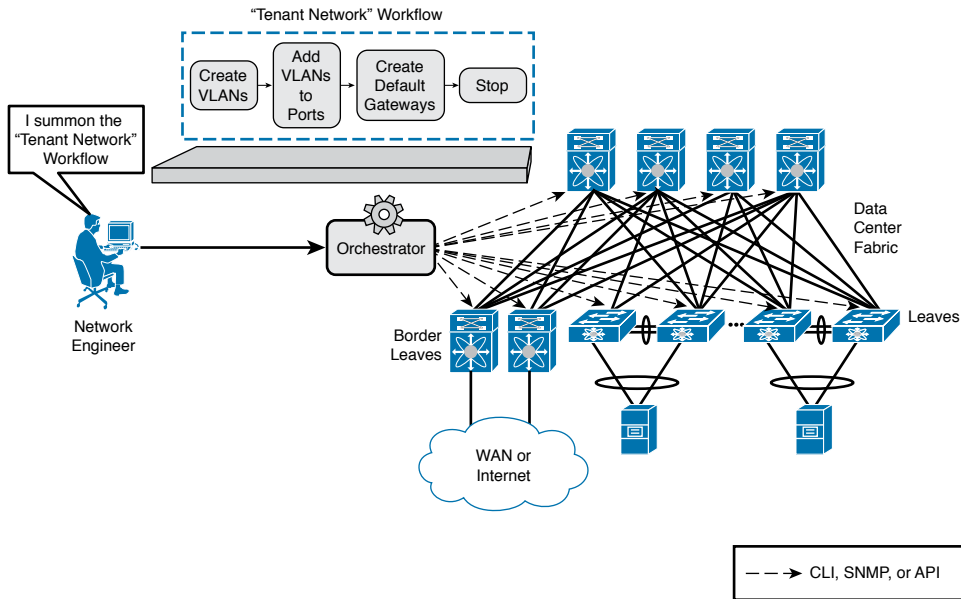 “Tenant Network” Workflow
Create
VLANs
Add
VLANs
to
Ports
Create
Default
Gateways
Stop
I summon the
“Tenant Network”
Workflow
Orchestrator
Data
Center
Fabric
Network
Engineer
Border
Leaves
Leaves
WAN or
Internet
CLI, SNMP, or API